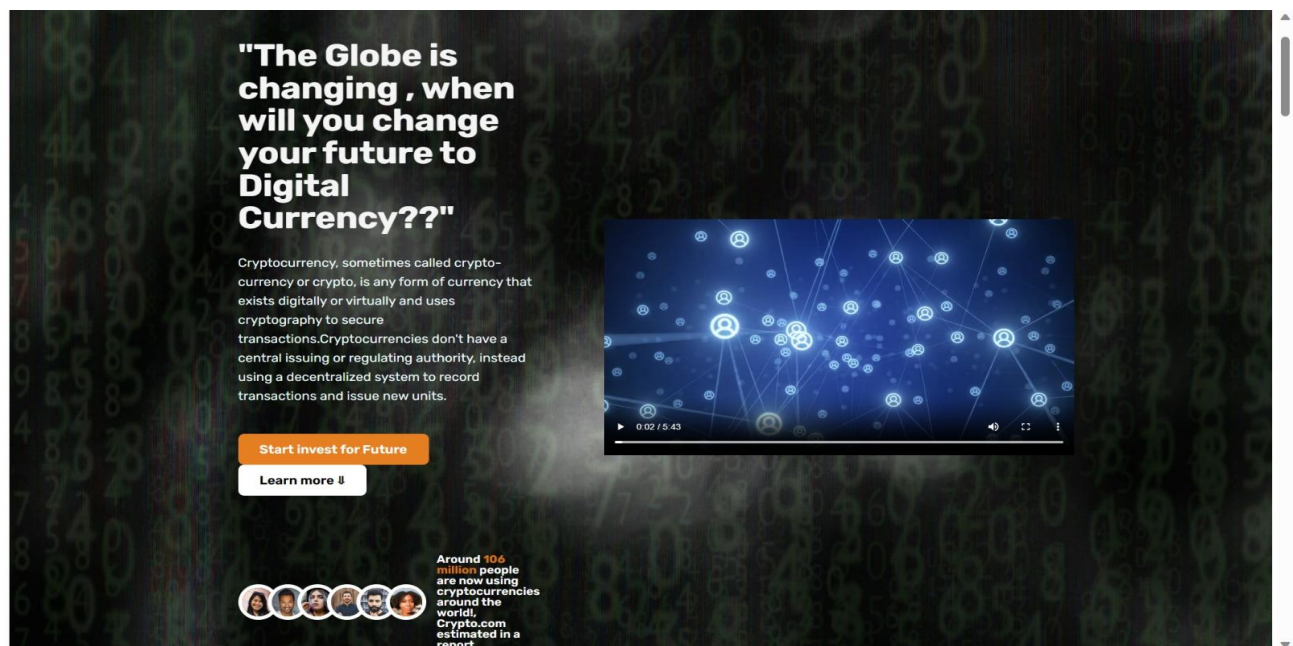 "The Globe is
changing , when
will you change
your future to
Digital
Currency??"
Cryptocurrency, sometimes called crypto-
currency or crypto, is any form of currency that
exists digitally or virtually and uses
cryptography to secure
transactions.Cryptocurrencies don't have a
central issuing or regulating authority, instead
using a decentralized system to record
transactions and issue new units.
Start invest for Future
Learn more ⇓
0:02 / 5:43
Around 106
million people
are now using
cryptocurrencies
around the
world!,
Crypto.com
estimated in a
report